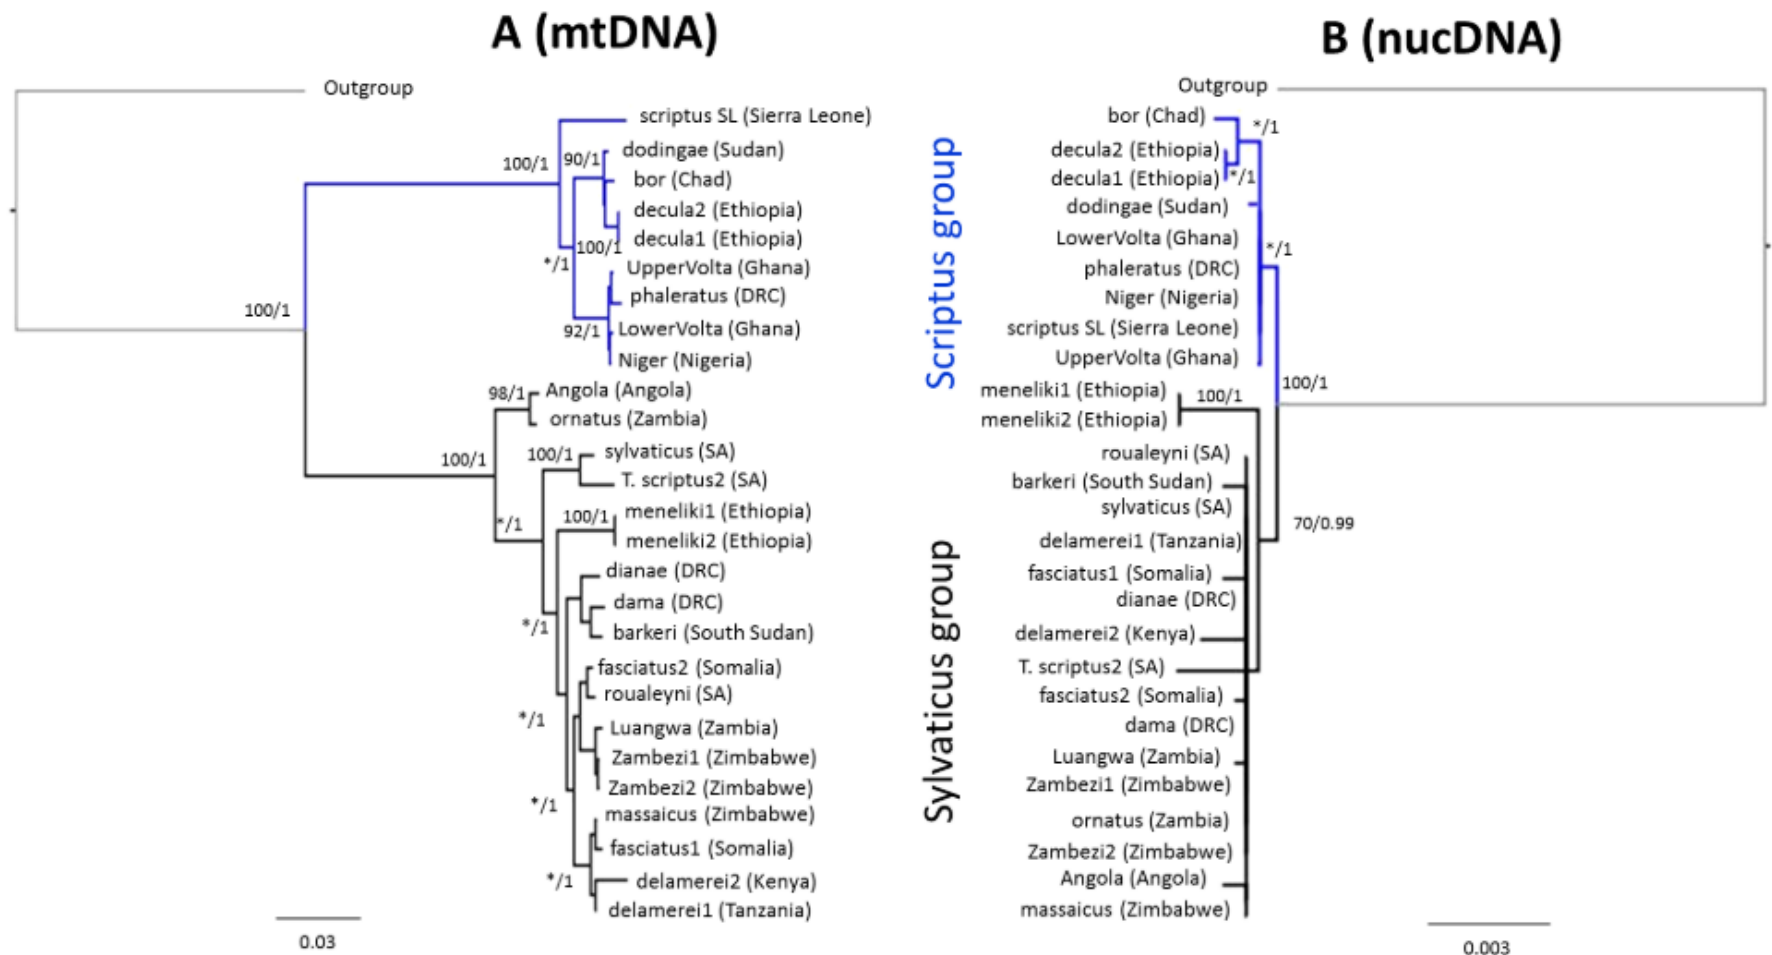 A (mtDNA)
Outgroup
scriptus SL (Sierra Leone)
100/1
90/1
dodingae (Sudan)
bor (Chad)
decula2 (Ethiopia)
decula1 (Ethiopia)
100/1
*/1
UpperVolta (Ghana)
phaleratus (DRC)
100/1
92/1
LowerVolta (Ghana)
Niger (Nigeria)
98/1
Angola (Angola)
ornatus (Zambia)
100/1
100/1
sylvaticus (SA)
T. scriptus2 (SA)
*/1
100/1
meneliki1 (Ethiopia)
meneliki2 (Ethiopia)
dianae (DRC)
dama (DRC)
*/1
barkeri (South Sudan)
fasciatus2 (Somalia)
roualeyni (SA)
*/1
Luangwa (Zambia)
Zambezi1 (Zimbabwe)
Zambezi2 (Zimbabwe)
*/1
massaicus (Zimbabwe)
fasciatus1 (Somalia)
*/1
delamerei2 (Kenya)
delamerei1 (Tanzania)
0.03
Scriptus group
Sylvaticus group
B (nucDNA)
Outgroup
bor (Chad)
*/1
decula2 (Ethiopia)
decula1 (Ethiopia)
*/1
dodingae (Sudan)
LowerVolta (Ghana)
*/1
phaleratus (DRC)
Niger (Nigeria)
scriptus SL (Sierra Leone)
UpperVolta (Ghana)
100/1
meneliki1 (Ethiopia)
100/1
meneliki2 (Ethiopia)
roualeyni (SA)
barkeri (South Sudan)
sylvaticus (SA)
70/0.99
delamerei1 (Tanzania)
fasciatus1 (Somalia)
dianae (DRC)
delamerei2 (Kenya)
T. scriptus2 (SA)
fasciatus2 (Somalia)
dama (DRC)
Luangwa (Zambia)
Zambezi1 (Zimbabwe)
ornatus (Zambia)
Zambezi2 (Zimbabwe)
Angola (Angola)
massaicus (Zimbabwe)
0.003